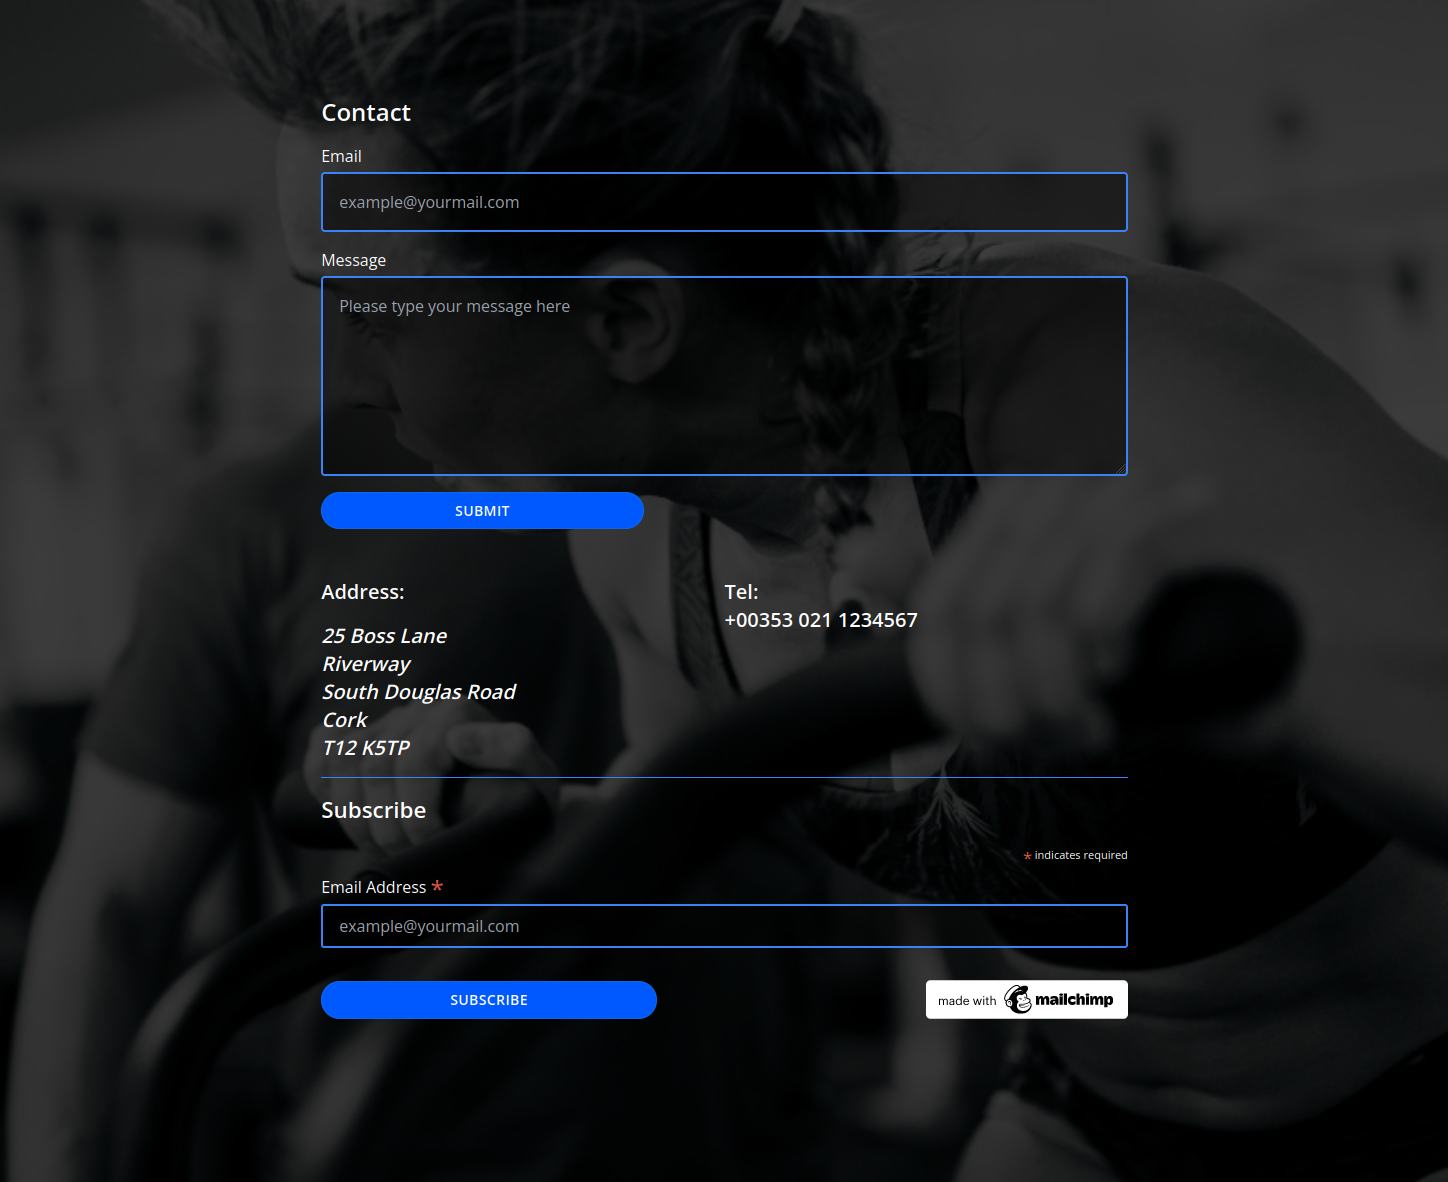 Contact
Email
example@yourmail.com
Message
Please type your message here
SUBMIT
Address:
25 Boss Lane
Riverway
South Douglas Road
Cork
T12 K5TP
Tel:
+00353 021 1234567
Subscribe
* indicates required
Email Address *
example@yourmail.com
SUBSCRIBE
made with mailchimp